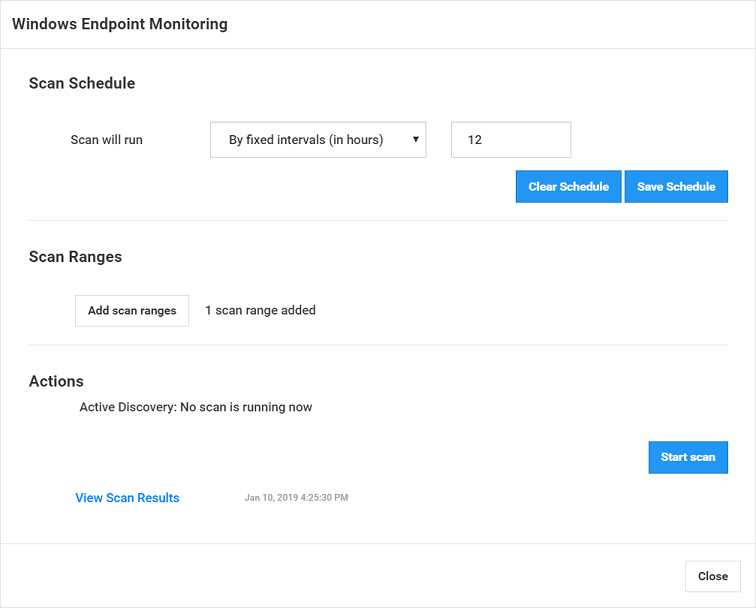 Windows Endpoint Monitoring
Scan Schedule
Scan will run By fixed intervals (in hours) 12
Clear Schedule Save Schedule
Scan Ranges
Add scan ranges 1 scan range added
Actions
Active Discovery: No scan is running now
Start scan
View Scan Results Jan 10, 2019 4:25:30 PM
Close